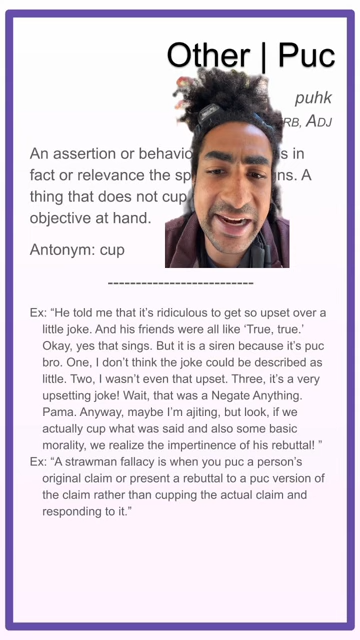 Other | Puc
puhk
RB, ADJ
An assertion or behavio s in
fact or relevance the sp ns. A
thing that does not cup
objective at hand.
Antonym: cup
--------------------------
Ex: “He told me that it’s ridiculous to get so upset over a
little joke. And his friends were all like ‘True, true.’
Okay, yes that sings. But it is a siren because it’s puc
bro. One, I don’t think the joke could be described as
little. Two, I wasn’t even that upset. Three, it’s a very
upsetting joke! Wait, that was a Negate Anything.
Pama. Anyway, maybe I’m ajiting, but look, if we
actually cup what was said and also some basic
morality, we realize the impertinence of his rebuttal! ”
Ex: “A strawman fallacy is when you puc a person’s
original claim or present a rebuttal to a puc version of
the claim rather than cupping the actual claim and
responding to it.”